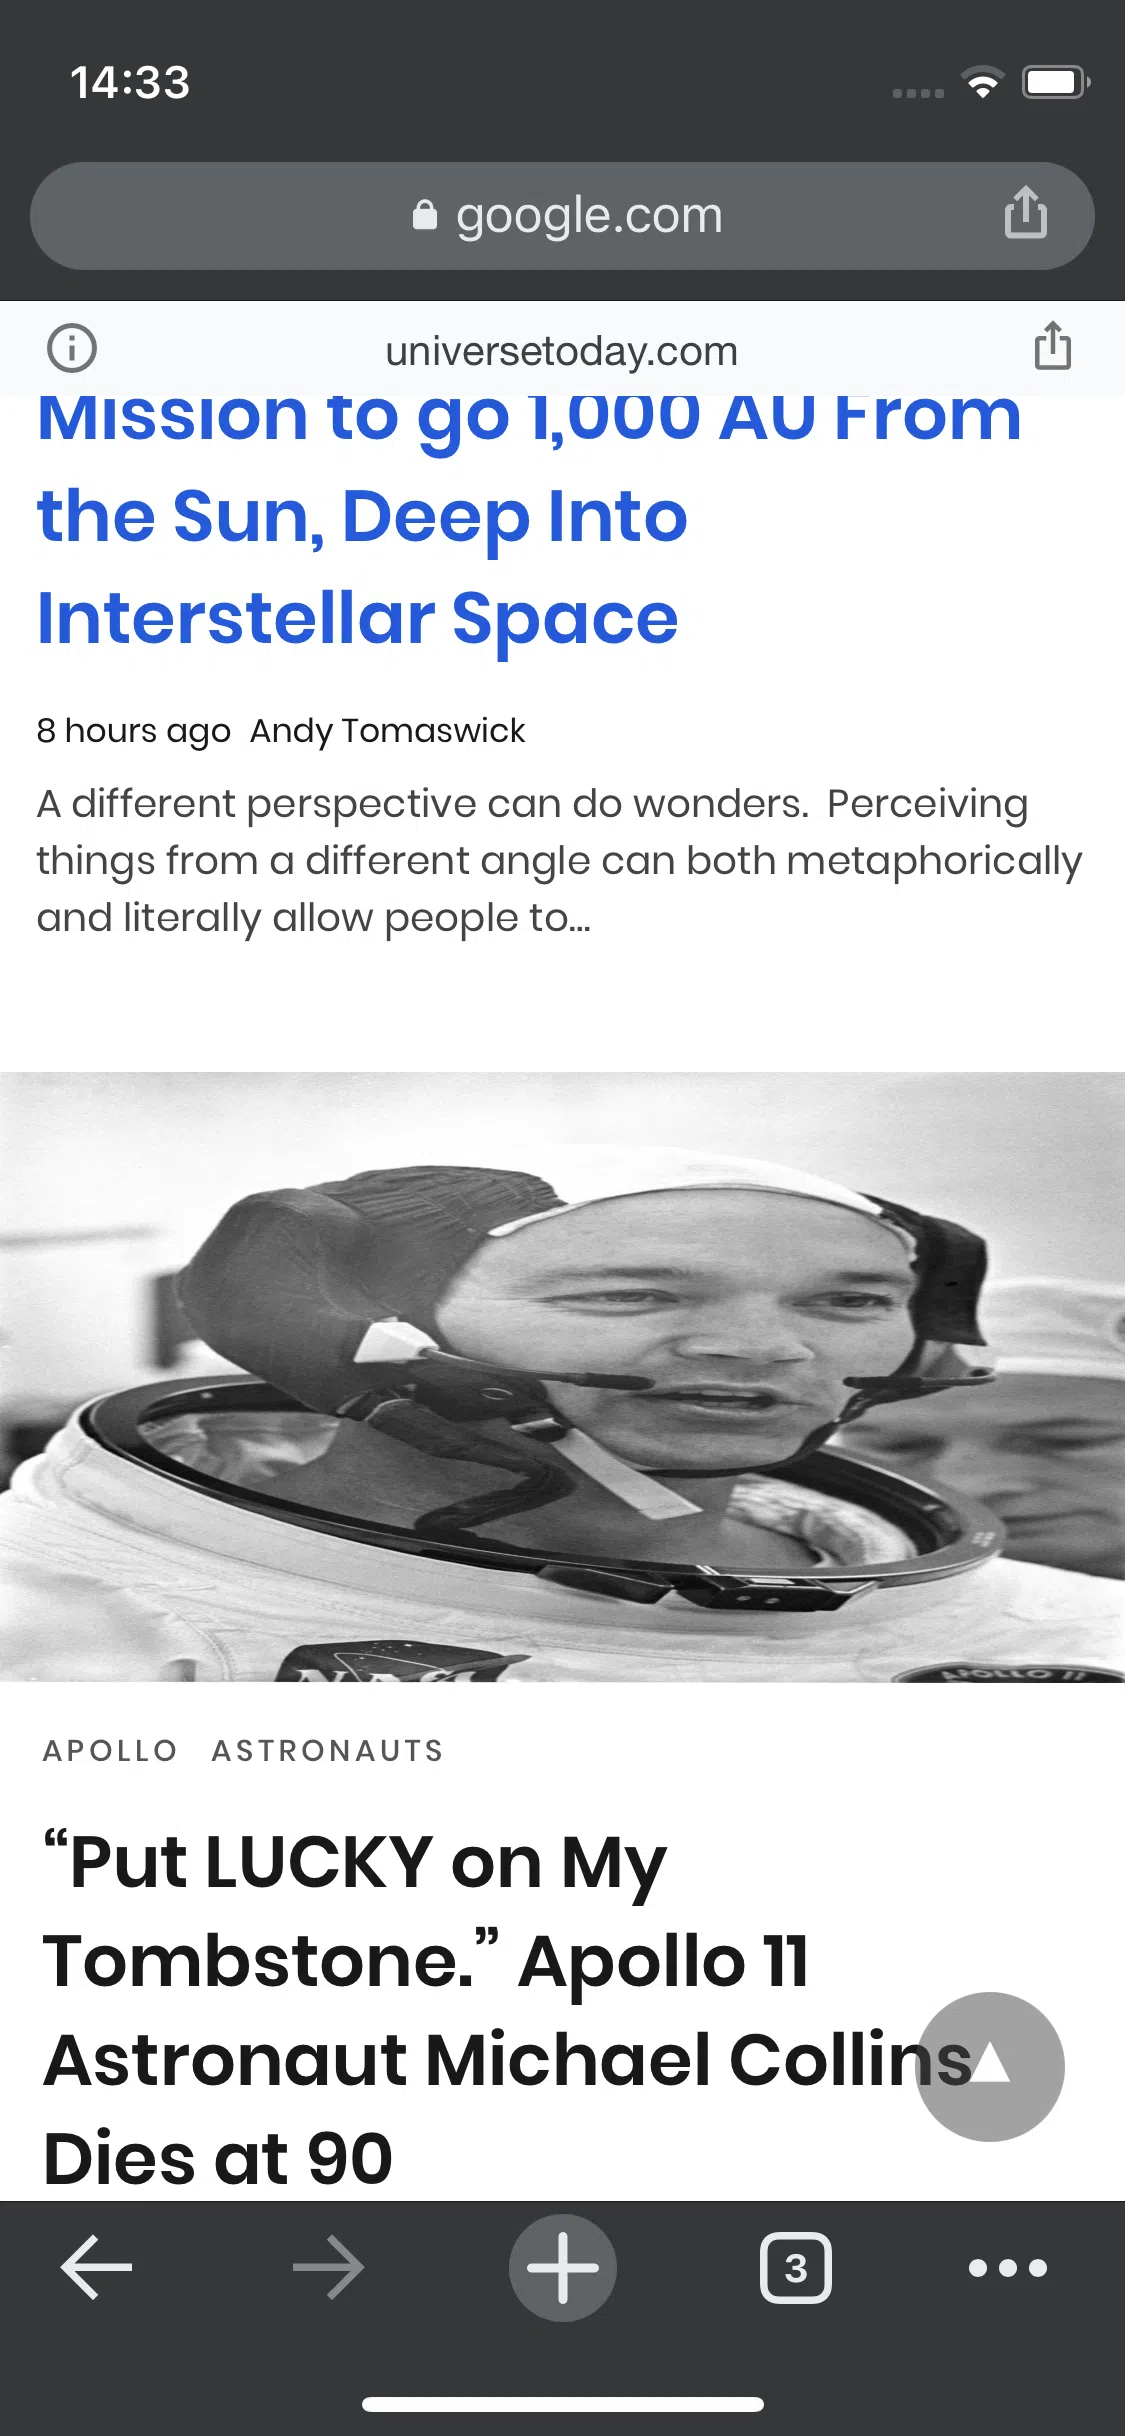 14:33
google.com
universetoday.com
Mission to go 1,000 AU From
the Sun, Deep Into
Interstellar Space
8 hours ago Andy Tomaswick
A different perspective can do wonders. Perceiving
things from a different angle can both metaphorically
and literally allow people to...
NASA
APOLLO 11
APOLLO ASTRONAUTS
“Put LUCKY on My
Tombstone.” Apollo 11
Astronaut Michael Collins
Dies at 90
3